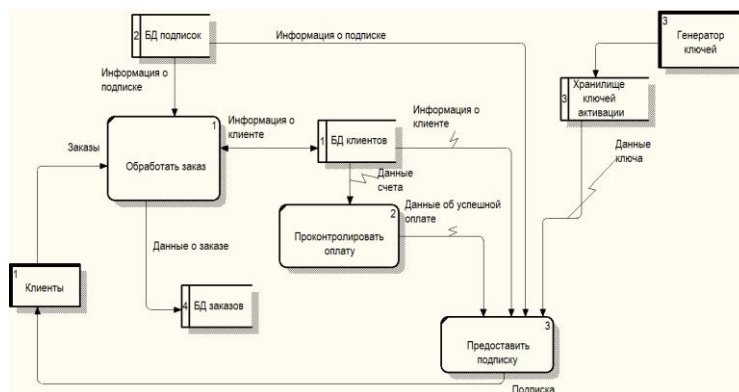 2
БД подписок
Информация о подписке
3
Генератор
ключей
Информация о
подписке
3
Хранилище
ключей
активации
1
Обработать заказ
Заказы
Информация о
клиенте
1
БД клиентов
Информация о
клиенте
Данные
ключа
Данные
счета
2
Проконтролировать
оплату
Данные об успешной
оплате
Данные о заказе
1
Клиенты
4
БД заказов
3
Предоставить
подписку
Подписка